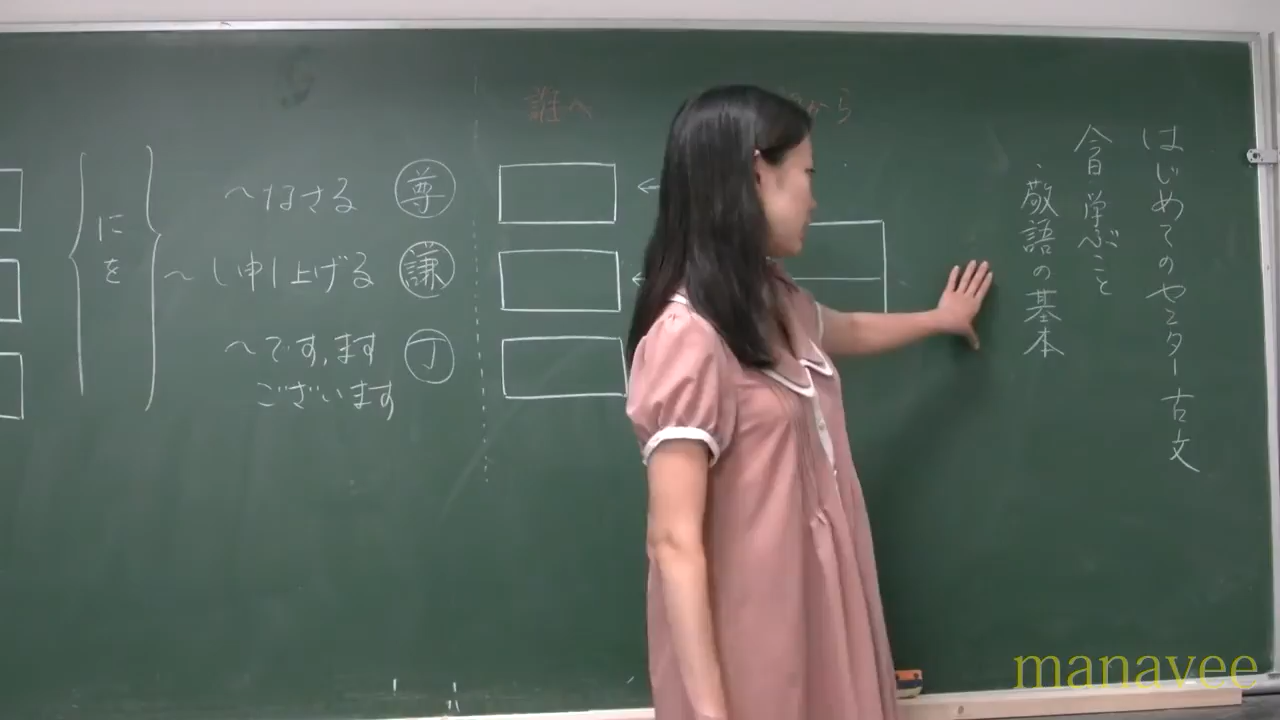 はじめてのセンター古文
今日学ぶこと
・敬語の基本
から
誰へ
尊
謙
丁
〜なさる
〜し申し上げる
〜です,ます
ございます
に
を
manavee